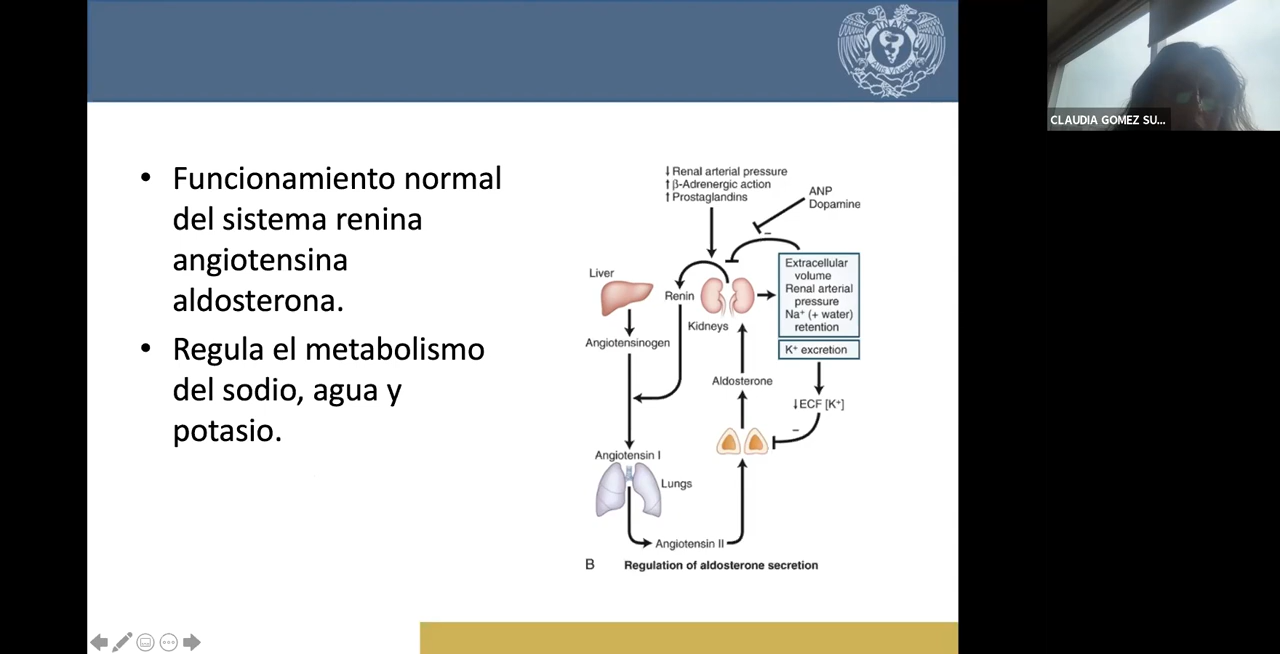 • Funcionamiento normal
del sistema renina
angiotensina
aldosterona.
• Regula el metabolismo
del sodio, agua y
potasio.
↓Renal arterial pressure
↑β-Adrenergic action
↑Prostaglandins
ANP
Dopamine
–
Extracellular
volume
Renal arterial
pressure
Na⁺ (+ water)
retention
K⁺ excretion
Liver
Renin
Kidneys
Angiotensinogen
Aldosterone
↓ECF [K⁺]
–
Angiotensin I
Lungs
Angiotensin II
B Regulation of aldosterone secretion
CLAUDIA GOMEZ SU...